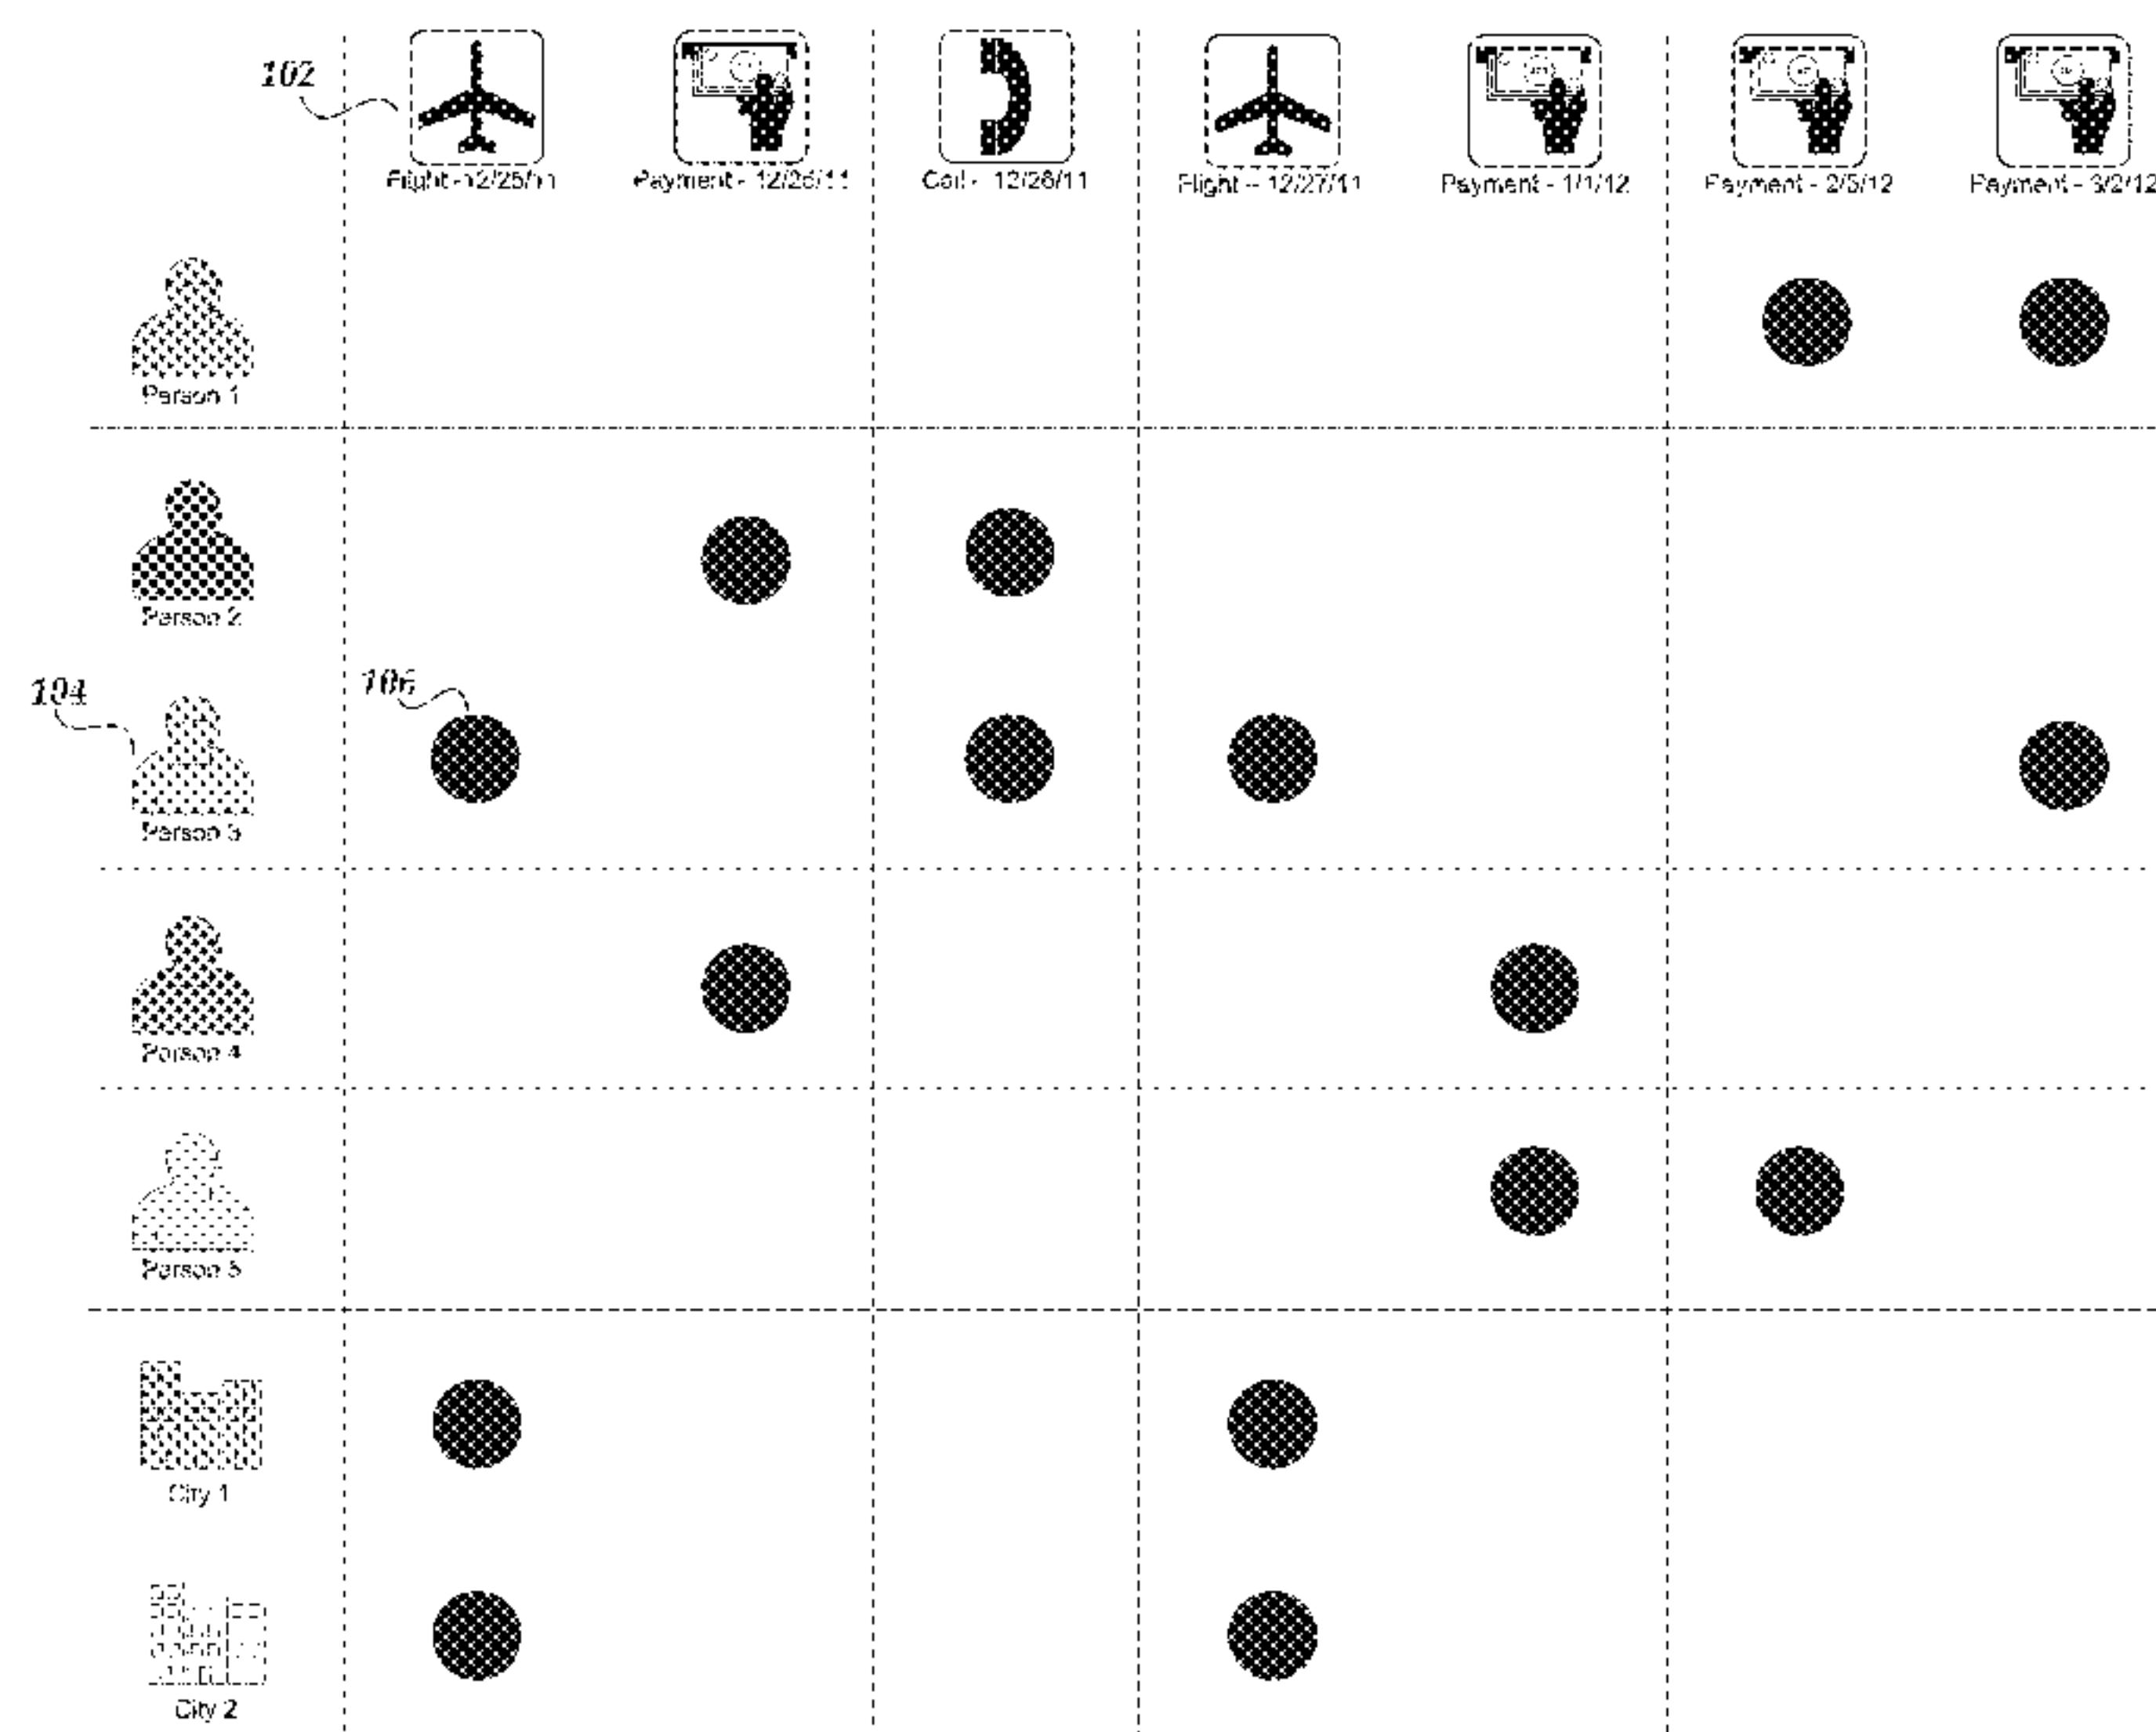 102
Flight - 12/25/11
Payment - 12/26/11
Call - 12/26/11
Flight - 12/27/11
Payment - 1/1/12
Payment - 2/5/12
Payment - 3/2/12
Person 1
Person 2
104
106
Person 3
Person 4
Person 5
City 1
City 2